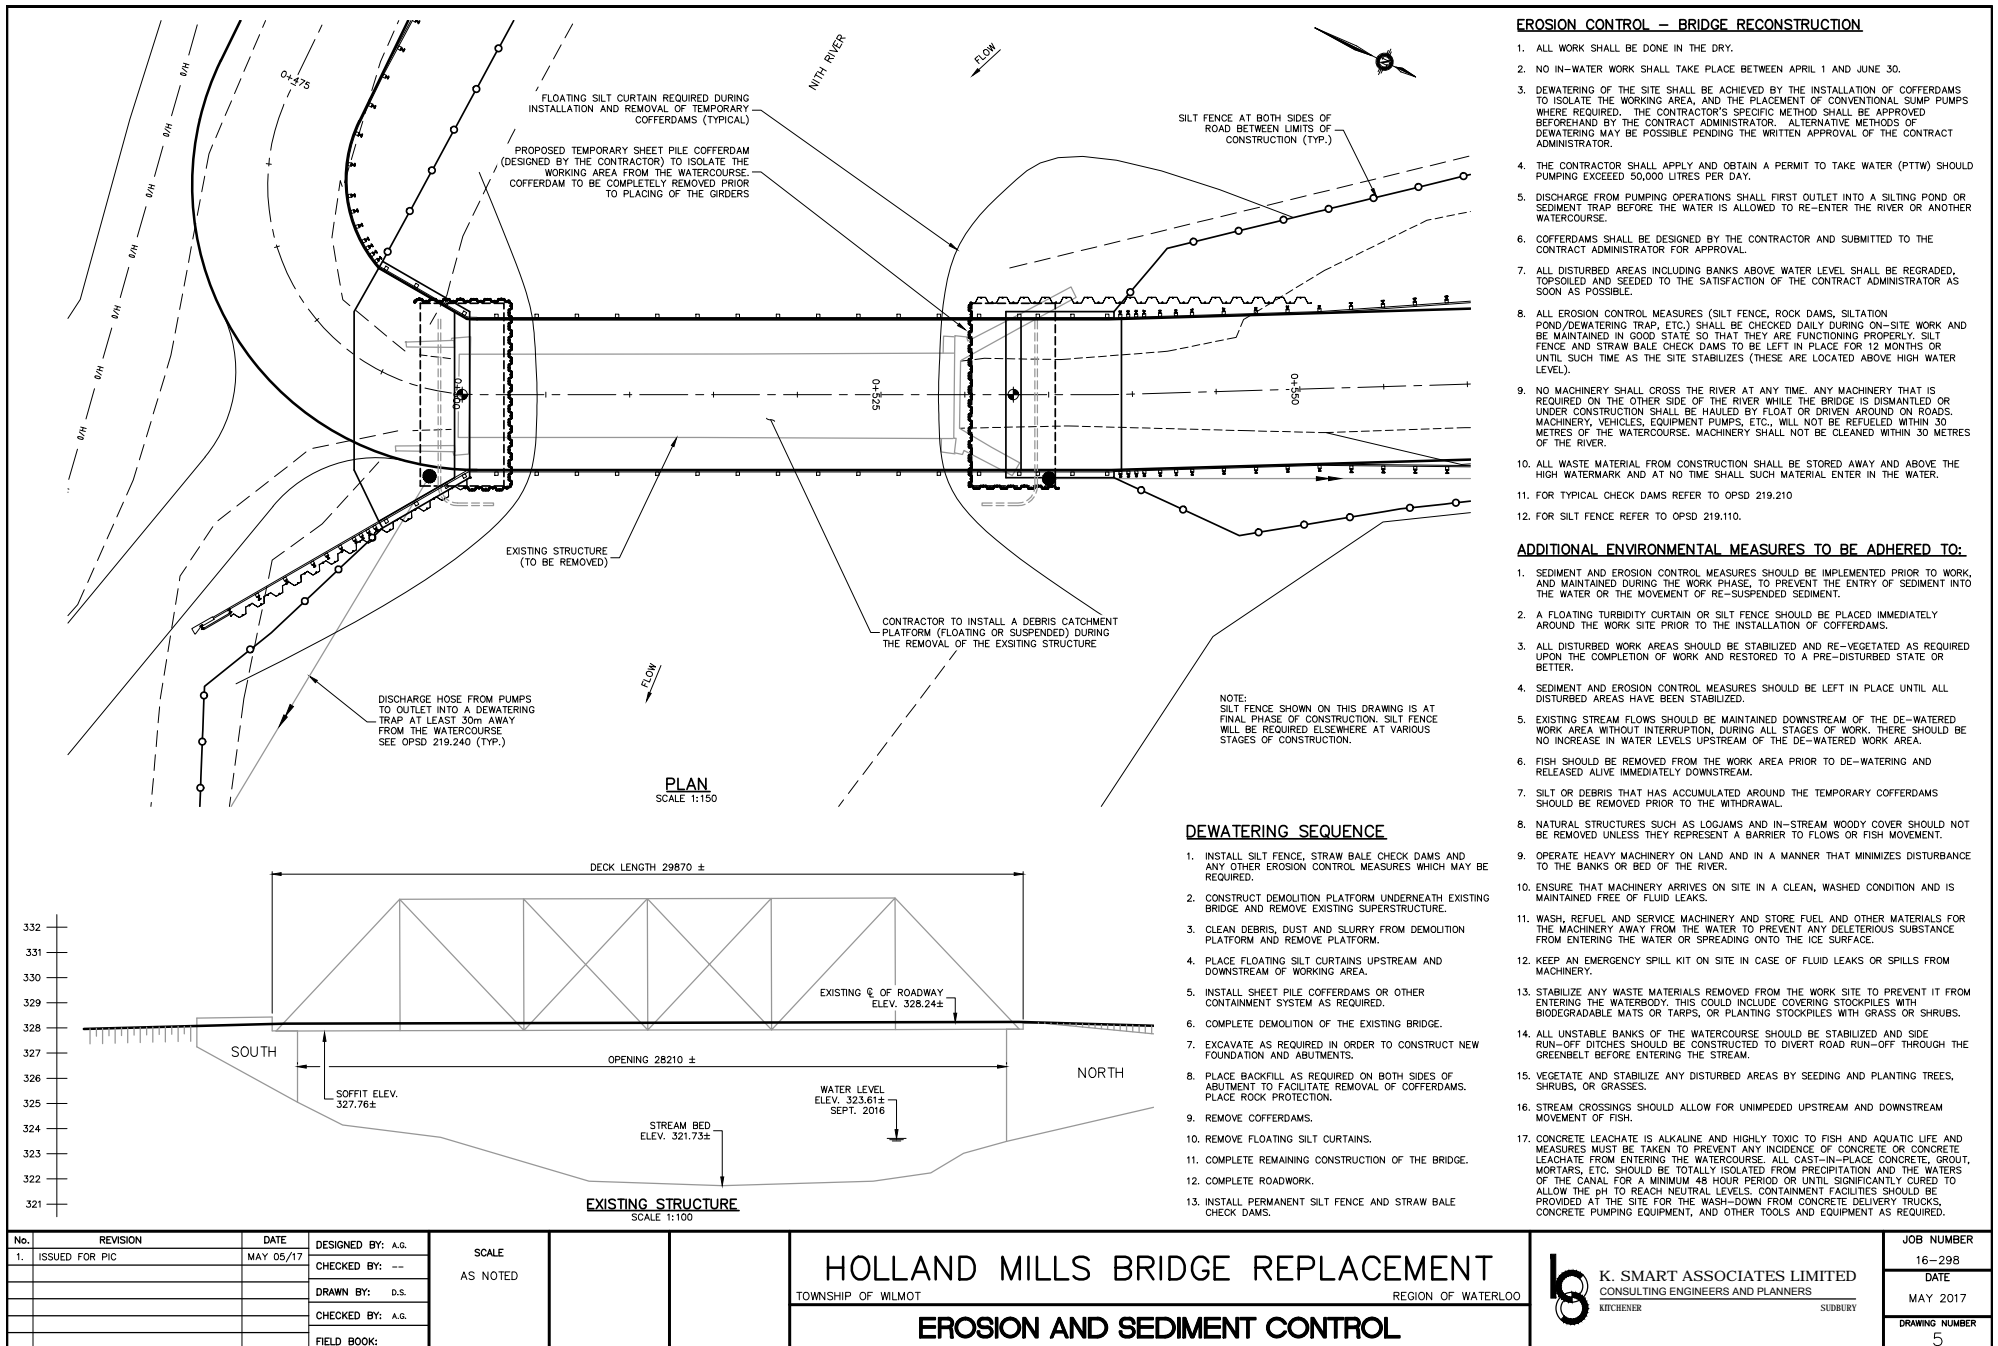 O/H
O/H
O/H
O/H
O/H
O/H
O/H
0+475
NITH RIVER
FLOW
FLOATING SILT CURTAIN REQUIRED DURING
INSTALLATION AND REMOVAL OF TEMPORARY
COFFERDAMS (TYPICAL)
PROPOSED TEMPORARY SHEET PILE COFFERDAM
(DESIGNED BY THE CONTRACTOR) TO ISOLATE THE
WORKING AREA FROM THE WATERCOURSE.
COFFERDAM TO BE COMPLETELY REMOVED PRIOR
TO PLACING OF THE GIRDERS
SILT FENCE AT BOTH SIDES OF
ROAD BETWEEN LIMITS OF
CONSTRUCTION (TYP.)
0+500
0+525
0+550
EXISTING STRUCTURE
(TO BE REMOVED)
CONTRACTOR TO INSTALL A DEBRIS CATCHMENT
PLATFORM (FLOATING OR SUSPENDED) DURING
THE REMOVAL OF THE EXSITING STRUCTURE
FLOW
DISCHARGE HOSE FROM PUMPS
TO OUTLET INTO A DEWATERING
TRAP AT LEAST 30m AWAY
FROM THE WATERCOURSE
SEE OPSD 219.240 (TYP.)
NOTE:
SILT FENCE SHOWN ON THIS DRAWING IS AT
FINAL PHASE OF CONSTRUCTION. SILT FENCE
WILL BE REQUIRED ELSEWHERE AT VARIOUS
STAGES OF CONSTRUCTION.
PLAN
SCALE 1:150
DECK LENGTH 29870 ±
332
331
330
329
328
327
326
325
324
323
322
321
EXISTING ℄ OF ROADWAY
ELEV. 328.24±
SOUTH
OPENING 28210 ±
NORTH
SOFFIT ELEV.
327.76±
WATER LEVEL
ELEV. 323.61±
SEPT. 2016
STREAM BED
ELEV. 321.73±
EXISTING STRUCTURE
SCALE 1:100
DEWATERING SEQUENCE
1. INSTALL SILT FENCE, STRAW BALE CHECK DAMS AND
ANY OTHER EROSION CONTROL MEASURES WHICH MAY BE
REQUIRED.
2. CONSTRUCT DEMOLITION PLATFORM UNDERNEATH EXISTING
BRIDGE AND REMOVE EXISTING SUPERSTRUCTURE.
3. CLEAN DEBRIS, DUST AND SLURRY FROM DEMOLITION
PLATFORM AND REMOVE PLATFORM.
4. PLACE FLOATING SILT CURTAINS UPSTREAM AND
DOWNSTREAM OF WORKING AREA.
5. INSTALL SHEET PILE COFFERDAMS OR OTHER
CONTAINMENT SYSTEM AS REQUIRED.
6. COMPLETE DEMOLITION OF THE EXISTING BRIDGE.
7. EXCAVATE AS REQUIRED IN ORDER TO CONSTRUCT NEW
FOUNDATION AND ABUTMENTS.
8. PLACE BACKFILL AS REQUIRED ON BOTH SIDES OF
ABUTMENT TO FACILITATE REMOVAL OF COFFERDAMS.
PLACE ROCK PROTECTION.
9. REMOVE COFFERDAMS.
10. REMOVE FLOATING SILT CURTAINS.
11. COMPLETE REMAINING CONSTRUCTION OF THE BRIDGE.
12. COMPLETE ROADWORK.
13. INSTALL PERMANENT SILT FENCE AND STRAW BALE
CHECK DAMS.
EROSION CONTROL – BRIDGE RECONSTRUCTION
1. ALL WORK SHALL BE DONE IN THE DRY.
2. NO IN–WATER WORK SHALL TAKE PLACE BETWEEN APRIL 1 AND JUNE 30.
3. DEWATERING OF THE SITE SHALL BE ACHIEVED BY THE INSTALLATION OF COFFERDAMS
TO ISOLATE THE WORKING AREA, AND THE PLACEMENT OF CONVENTIONAL SUMP PUMPS
WHERE REQUIRED. THE CONTRACTOR'S SPECIFIC METHOD SHALL BE APPROVED
BEFOREHAND BY THE CONTRACT ADMINISTRATOR. ALTERNATIVE METHODS OF
DEWATERING MAY BE POSSIBLE PENDING THE WRITTEN APPROVAL OF THE CONTRACT
ADMINISTRATOR.
4. THE CONTRACTOR SHALL APPLY AND OBTAIN A PERMIT TO TAKE WATER (PTTW) SHOULD
PUMPING EXCEEED 50,000 LITRES PER DAY.
5. DISCHARGE FROM PUMPING OPERATIONS SHALL FIRST OUTLET INTO A SILTING POND OR
SEDIMENT TRAP BEFORE THE WATER IS ALLOWED TO RE–ENTER THE RIVER OR ANOTHER
WATERCOURSE.
6. COFFERDAMS SHALL BE DESIGNED BY THE CONTRACTOR AND SUBMITTED TO THE
CONTRACT ADMINISTRATOR FOR APPROVAL.
7. ALL DISTURBED AREAS INCLUDING BANKS ABOVE WATER LEVEL SHALL BE REGRADED,
TOPSOILED AND SEEDED TO THE SATISFACTION OF THE CONTRACT ADMINISTRATOR AS
SOON AS POSSIBLE.
8. ALL EROSION CONTROL MEASURES (SILT FENCE, ROCK DAMS, SILTATION
POND/DEWATERING TRAP, ETC.) SHALL BE CHECKED DAILY DURING ON–SITE WORK AND
BE MAINTAINED IN GOOD STATE SO THAT THEY ARE FUNCTIONING PROPERLY. SILT
FENCE AND STRAW BALE CHECK DAMS TO BE LEFT IN PLACE FOR 12 MONTHS OR
UNTIL SUCH TIME AS THE SITE STABILIZES (THESE ARE LOCATED ABOVE HIGH WATER
LEVEL).
9. NO MACHINERY SHALL CROSS THE RIVER AT ANY TIME. ANY MACHINERY THAT IS
REQUIRED ON THE OTHER SIDE OF THE RIVER WHILE THE BRIDGE IS DISMANTLED OR
UNDER CONSTRUCTION SHALL BE HAULED BY FLOAT OR DRIVEN AROUND ON ROADS.
MACHINERY, VEHICLES, EQUIPMENT PUMPS, ETC., WILL NOT BE REFUELED WITHIN 30
METRES OF THE WATERCOURSE. MACHINERY SHALL NOT BE CLEANED WITHIN 30 METRES
OF THE RIVER.
10. ALL WASTE MATERIAL FROM CONSTRUCTION SHALL BE STORED AWAY AND ABOVE THE
HIGH WATERMARK AND AT NO TIME SHALL SUCH MATERIAL ENTER IN THE WATER.
11. FOR TYPICAL CHECK DAMS REFER TO OPSD 219.210
12. FOR SILT FENCE REFER TO OPSD 219.110.
ADDITIONAL ENVIRONMENTAL MEASURES TO BE ADHERED TO:
1. SEDIMENT AND EROSION CONTROL MEASURES SHOULD BE IMPLEMENTED PRIOR TO WORK,
AND MAINTAINED DURING THE WORK PHASE, TO PREVENT THE ENTRY OF SEDIMENT INTO
THE WATER OR THE MOVEMENT OF RE–SUSPENDED SEDIMENT.
2. A FLOATING TURBIDITY CURTAIN OR SILT FENCE SHOULD BE PLACED IMMEDIATELY
AROUND THE WORK SITE PRIOR TO THE INSTALLATION OF COFFERDAMS.
3. ALL DISTURBED WORK AREAS SHOULD BE STABILIZED AND RE–VEGETATED AS REQUIRED
UPON THE COMPLETION OF WORK AND RESTORED TO A PRE–DISTURBED STATE OR
BETTER.
4. SEDIMENT AND EROSION CONTROL MEASURES SHOULD BE LEFT IN PLACE UNTIL ALL
DISTURBED AREAS HAVE BEEN STABILIZED.
5. EXISTING STREAM FLOWS SHOULD BE MAINTAINED DOWNSTREAM OF THE DE–WATERED
WORK AREA WITHOUT INTERRUPTION, DURING ALL STAGES OF WORK. THERE SHOULD BE
NO INCREASE IN WATER LEVELS UPSTREAM OF THE DE–WATERED WORK AREA.
6. FISH SHOULD BE REMOVED FROM THE WORK AREA PRIOR TO DE–WATERING AND
RELEASED ALIVE IMMEDIATELY DOWNSTREAM.
7. SILT OR DEBRIS THAT HAS ACCUMULATED AROUND THE TEMPORARY COFFERDAMS
SHOULD BE REMOVED PRIOR TO THE WITHDRAWAL.
8. NATURAL STRUCTURES SUCH AS LOGJAMS AND IN–STREAM WOODY COVER SHOULD NOT
BE REMOVED UNLESS THEY REPRESENT A BARRIER TO FLOWS OR FISH MOVEMENT.
9. OPERATE HEAVY MACHINERY ON LAND AND IN A MANNER THAT MINIMIZES DISTURBANCE
TO THE BANKS OR BED OF THE RIVER.
10. ENSURE THAT MACHINERY ARRIVES ON SITE IN A CLEAN, WASHED CONDITION AND IS
MAINTAINED FREE OF FLUID LEAKS.
11. WASH, REFUEL AND SERVICE MACHINERY AND STORE FUEL AND OTHER MATERIALS FOR
THE MACHINERY AWAY FROM THE WATER TO PREVENT ANY DELETERIOUS SUBSTANCE
FROM ENTERING THE WATER OR SPREADING ONTO THE ICE SURFACE.
12. KEEP AN EMERGENCY SPILL KIT ON SITE IN CASE OF FLUID LEAKS OR SPILLS FROM
MACHINERY.
13. STABILIZE ANY WASTE MATERIALS REMOVED FROM THE WORK SITE TO PREVENT IT FROM
ENTERING THE WATERBODY. THIS COULD INCLUDE COVERING STOCKPILES WITH
BIODEGRADABLE MATS OR TARPS, OR PLANTING STOCKPILES WITH GRASS OR SHRUBS.
14. ALL UNSTABLE BANKS OF THE WATERCOURSE SHOULD BE STABILIZED AND SIDE
RUN–OFF DITCHES SHOULD BE CONSTRUCTED TO DIVERT ROAD RUN–OFF THROUGH THE
GREENBELT BEFORE ENTERING THE STREAM.
15. VEGETATE AND STABILIZE ANY DISTURBED AREAS BY SEEDING AND PLANTING TREES,
SHRUBS, OR GRASSES.
16. STREAM CROSSINGS SHOULD ALLOW FOR UNIMPEDED UPSTREAM AND DOWNSTREAM
MOVEMENT OF FISH.
17. CONCRETE LEACHATE IS ALKALINE AND HIGHLY TOXIC TO FISH AND AQUATIC LIFE AND
MEASURES MUST BE TAKEN TO PREVENT ANY INCIDENCE OF CONCRETE OR CONCRETE
LEACHATE FROM ENTERING THE WATERCOURSE. ALL CAST–IN–PLACE CONCRETE, GROUT,
MORTARS, ETC. SHOULD BE TOTALLY ISOLATED FROM PRECIPITATION AND THE WATERS
OF THE CANAL FOR A MINIMUM 48 HOUR PERIOD OR UNTIL SIGNIFICANTLY CURED TO
ALLOW THE pH TO REACH NEUTRAL LEVELS. CONTAINMENT FACILITIES SHOULD BE
PROVIDED AT THE SITE FOR THE WASH–DOWN FROM CONCRETE DELIVERY TRUCKS,
CONCRETE PUMPING EQUIPMENT, AND OTHER TOOLS AND EQUIPMENT AS REQUIRED.
No. REVISION DATE
1. ISSUED FOR PIC MAY 05/17
DESIGNED BY: A.G.
CHECKED BY: --
DRAWN BY: D.S.
CHECKED BY: A.G.
FIELD BOOK:
SCALE
AS NOTED
HOLLAND MILLS BRIDGE REPLACEMENT
TOWNSHIP OF WILMOT REGION OF WATERLOO
EROSION AND SEDIMENT CONTROL
K. SMART ASSOCIATES LIMITED
CONSULTING ENGINEERS AND PLANNERS
KITCHENER SUDBURY
JOB NUMBER
16–298
DATE
MAY 2017
DRAWING NUMBER
5